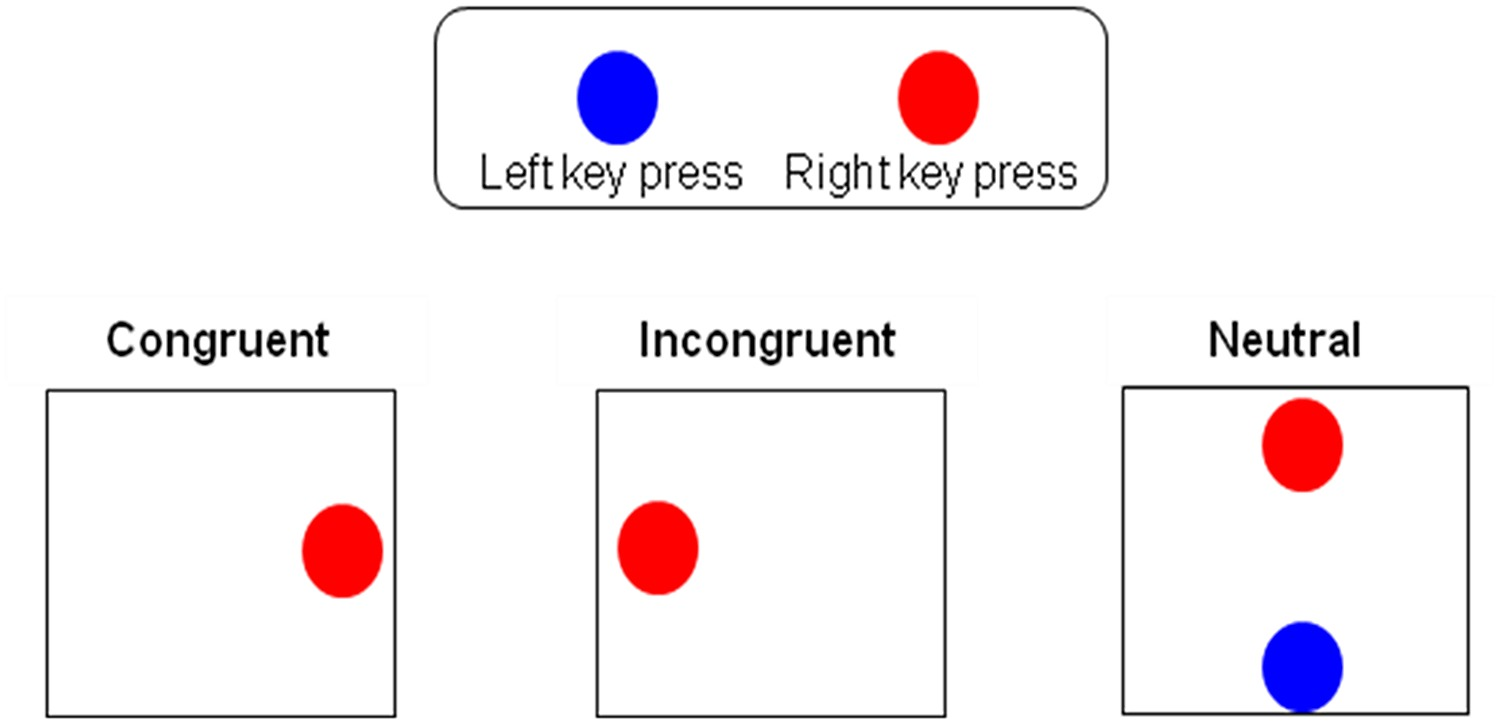 Left key press Right key press
Congruent Incongruent Neutral